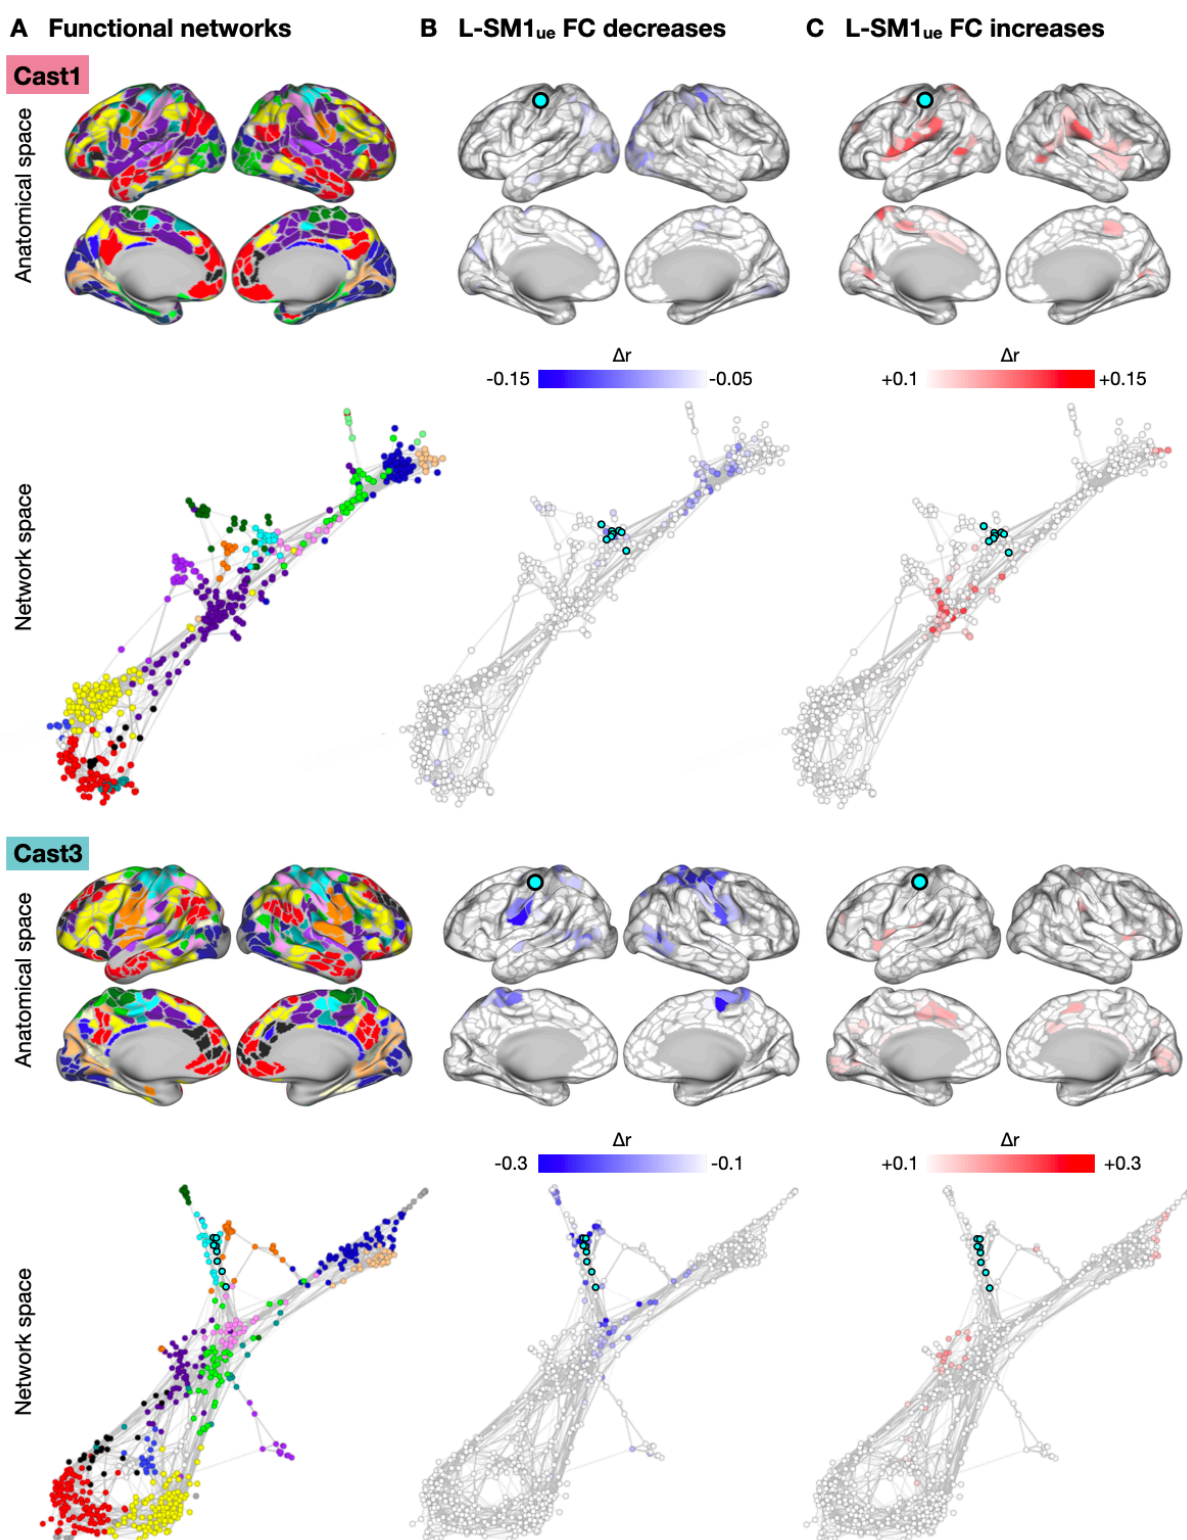 A Functional networks
B L-SM1ue FC decreases
C L-SM1ue FC increases
Cast1
Anatomical space
Δr
-0.15 -0.05
Δr
+0.1 +0.15
Network space
Cast3
Anatomical space
Δr
-0.3 -0.1
Δr
+0.1 +0.3
Network space